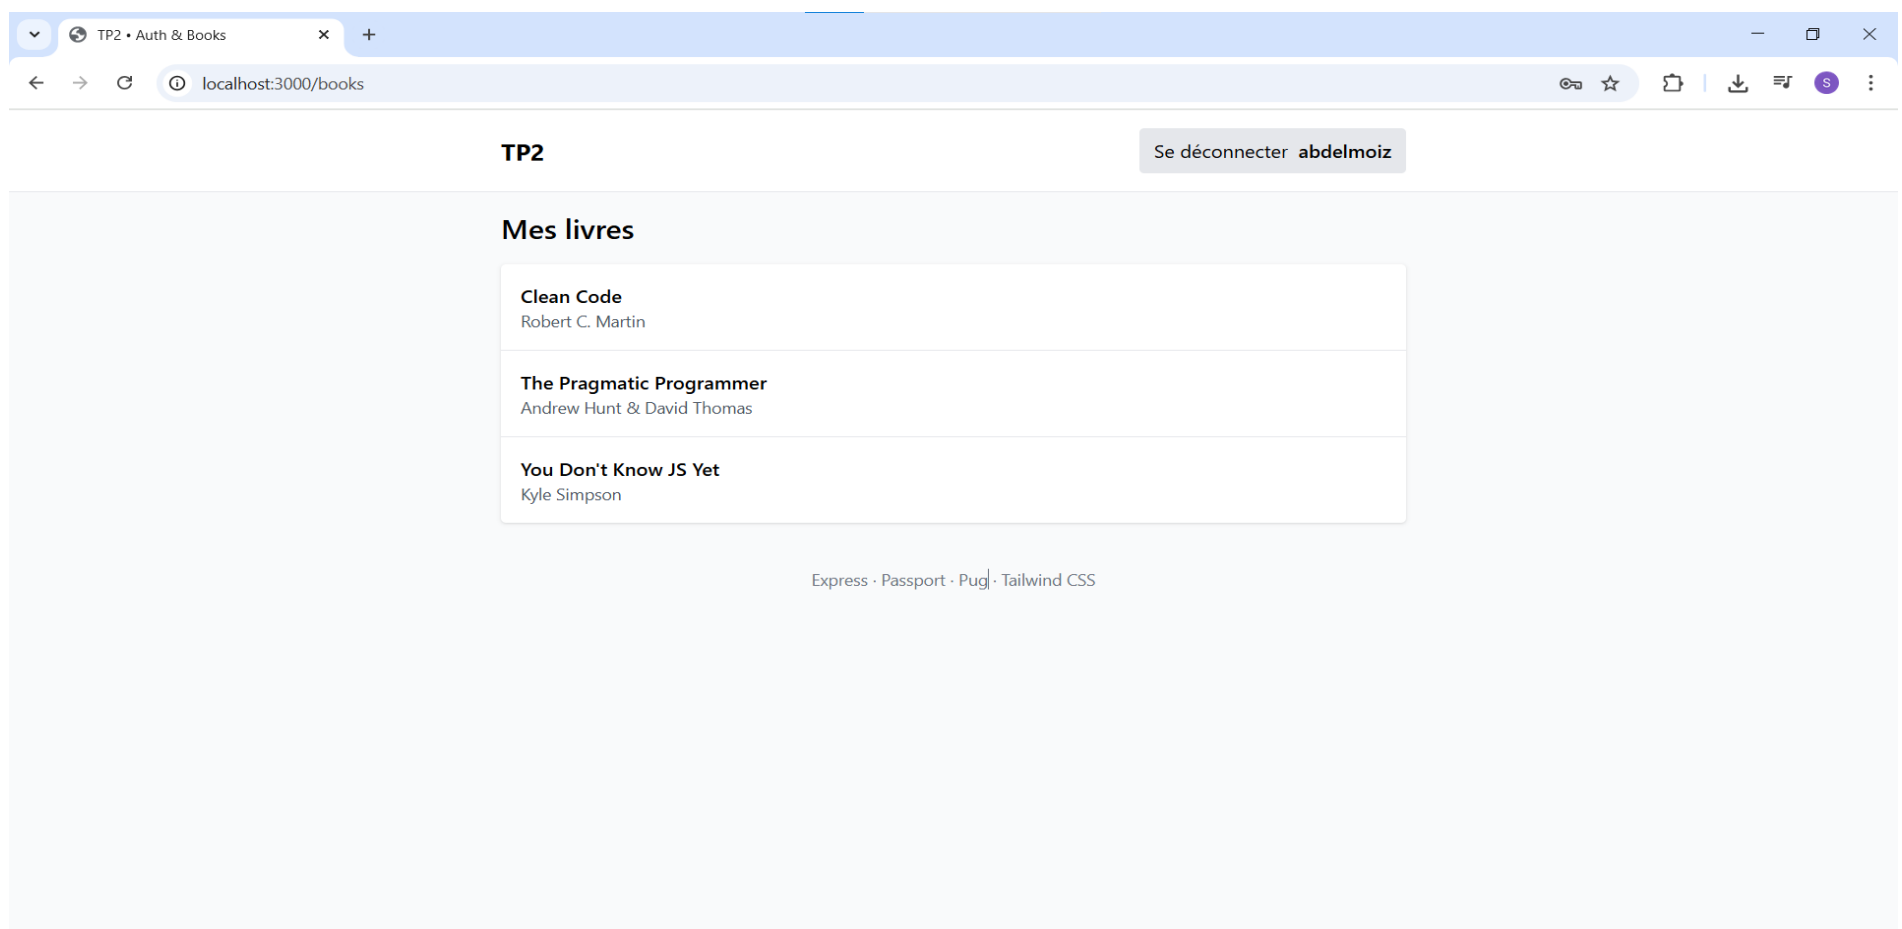 TP2 • Auth & Books
localhost:3000/books
S
TP2
Se déconnecter abdelmoiz
Mes livres
Clean Code
Robert C. Martin
The Pragmatic Programmer
Andrew Hunt & David Thomas
You Don't Know JS Yet
Kyle Simpson
Express · Passport · Pug · Tailwind CSS